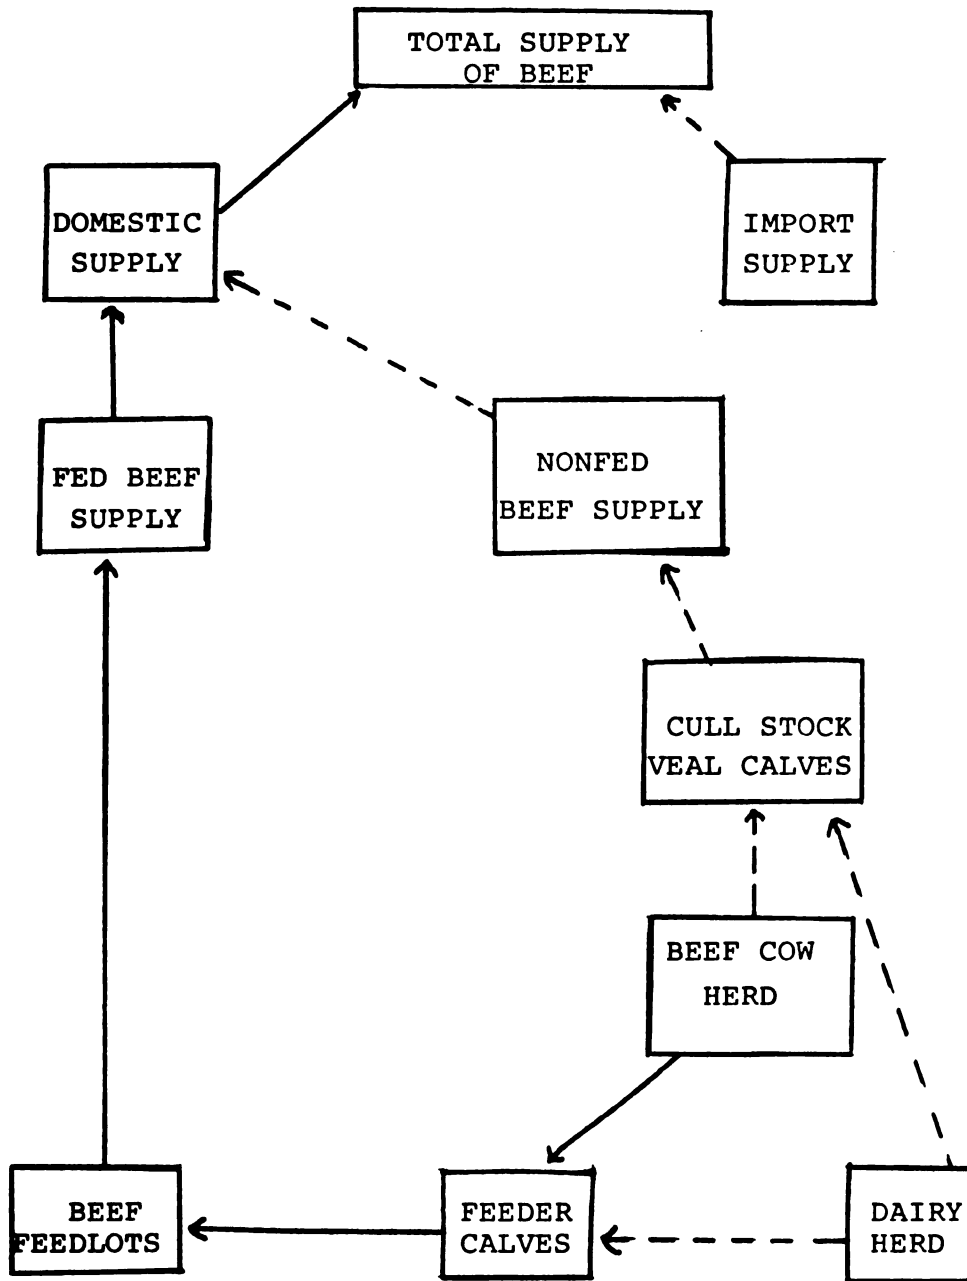 TOTAL SUPPLY
OF BEEF
DOMESTIC
SUPPLY
IMPORT
SUPPLY
FED BEEF
SUPPLY
NONFED
BEEF SUPPLY
CULL STOCK
VEAL CALVES
BEEF COW
HERD
BEEF
FEEDLOTS
FEEDER
CALVES
DAIRY
HERD